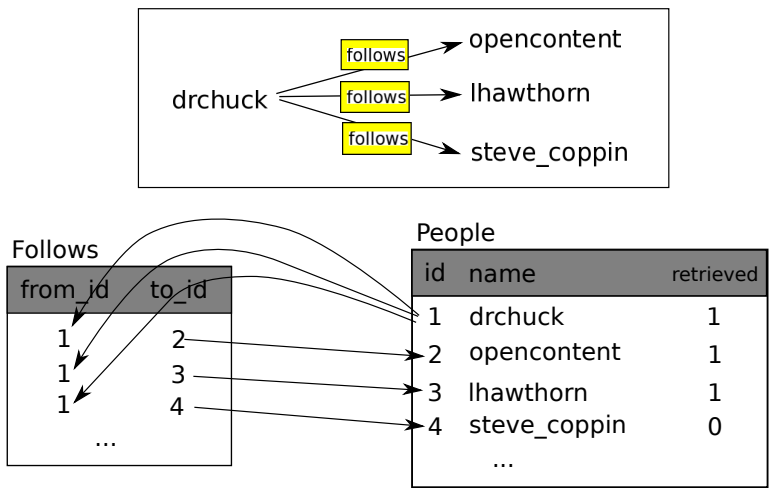 follows opencontent
drchuck follows lhawthorn
follows steve_coppin
Follows
from_id to_id
1 2
1 3
1 4
...
People
id name retrieved
1 drchuck 1
2 opencontent 1
3 lhawthorn 1
4 steve_coppin 0
...